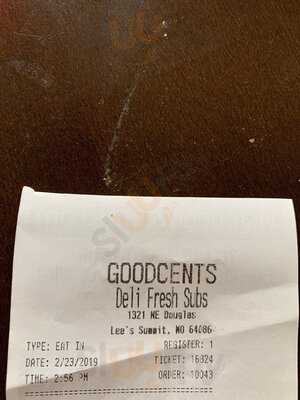 GOODCENTS
Deli Fresh Subs
1321 NE Douglas
Lee's Summit, MO 64086
TYPE: EAT IN REGISTER: 1
DATE: 2/23/2019 TICKET: 16824
TIME: 2:56 PM ORDER: 10043